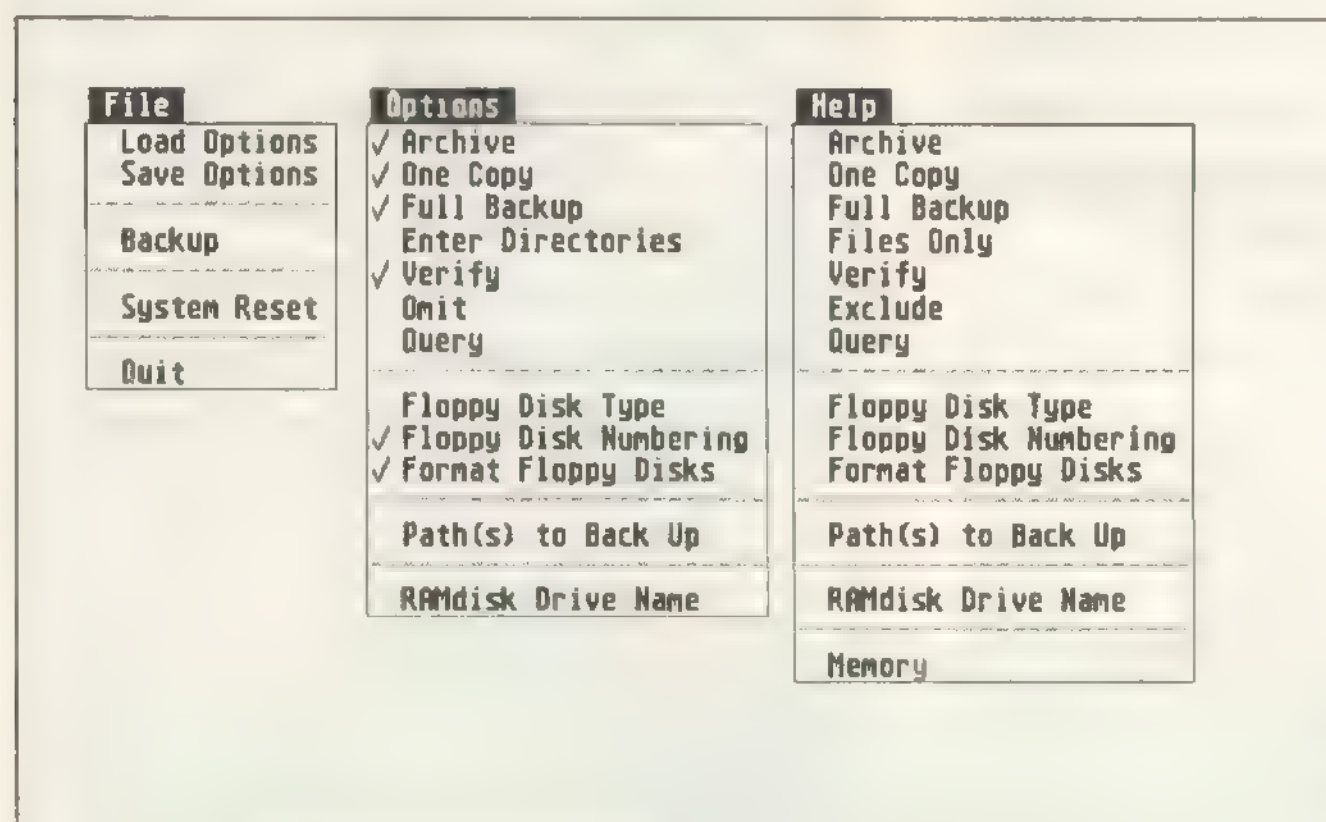 File
Load Options
Save Options
Backup
System Reset
Quit
Options
✓ Archive
✓ One Copy
✓ Full Backup
Enter Directories
✓ Verify
Omit
Query
Floppy Disk Type
✓ Floppy Disk Numbering
✓ Format Floppy Disks
Path(s) to Back Up
RAMdisk Drive Name
Help
Archive
One Copy
Full Backup
Files Only
Verify
Exclude
Query
Floppy Disk Type
Floppy Disk Numbering
Format Floppy Disks
Path(s) to Back Up
RAMdisk Drive Name
Memory